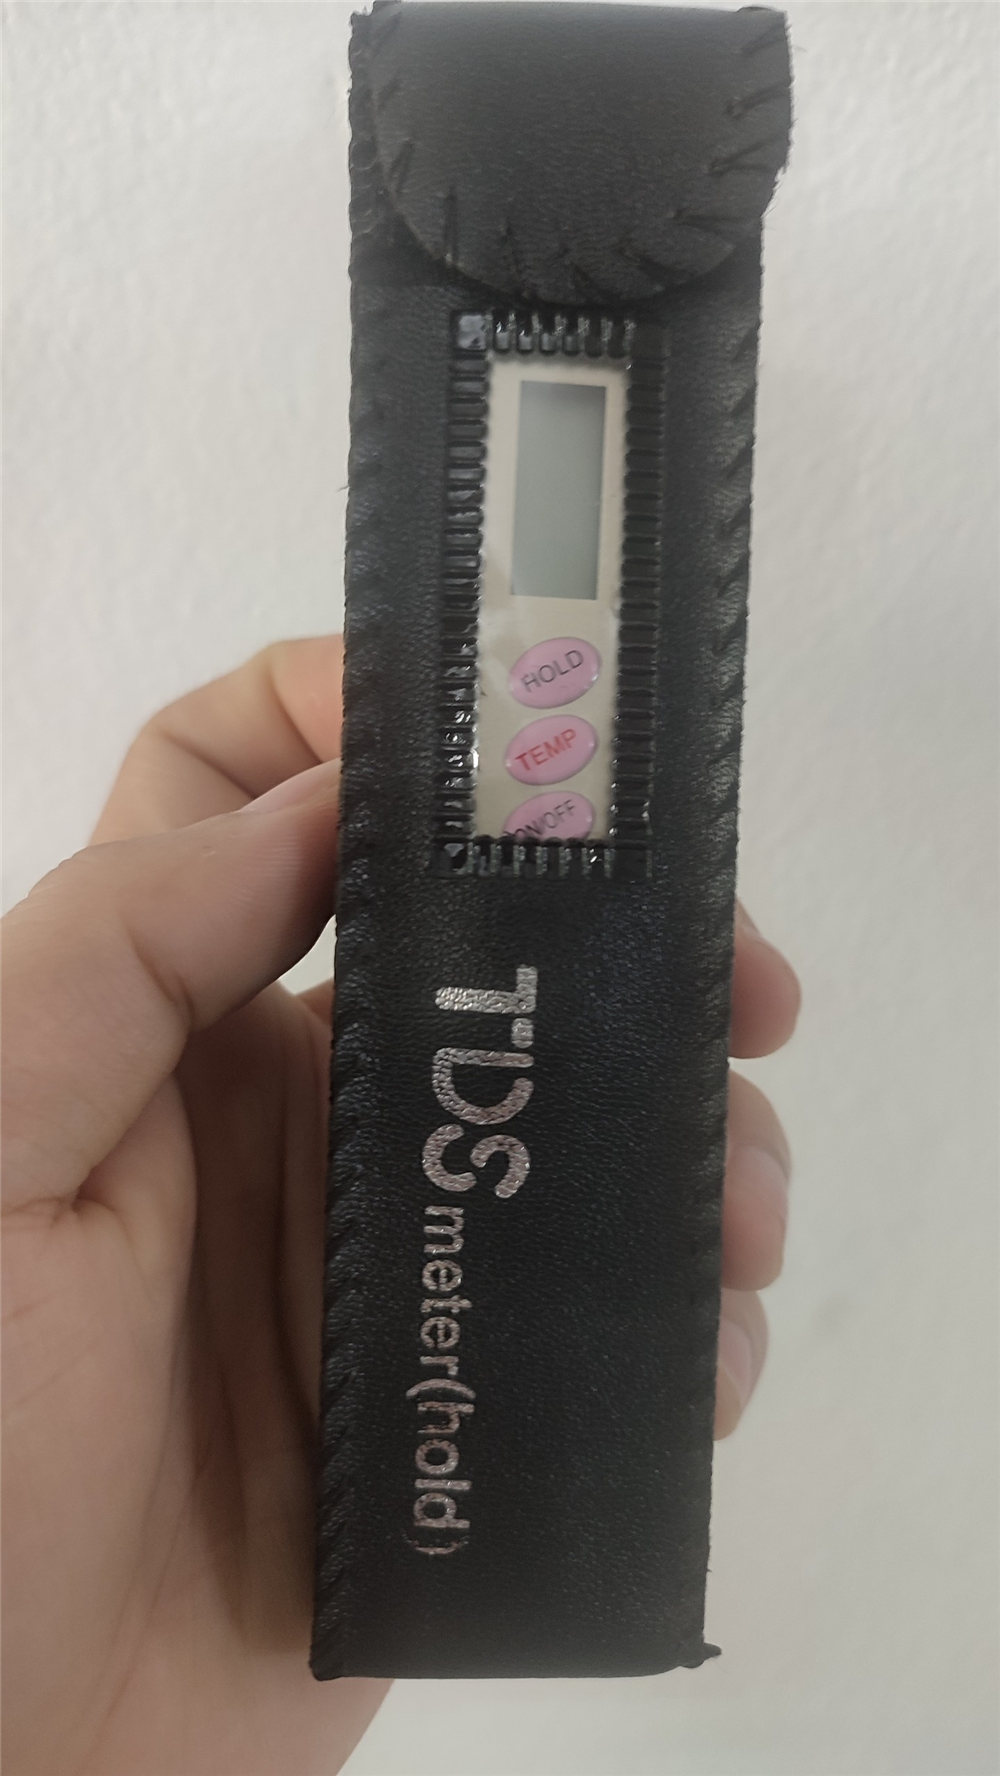 HOLD
TEMP
ON/OFF
TDS meter(hold)